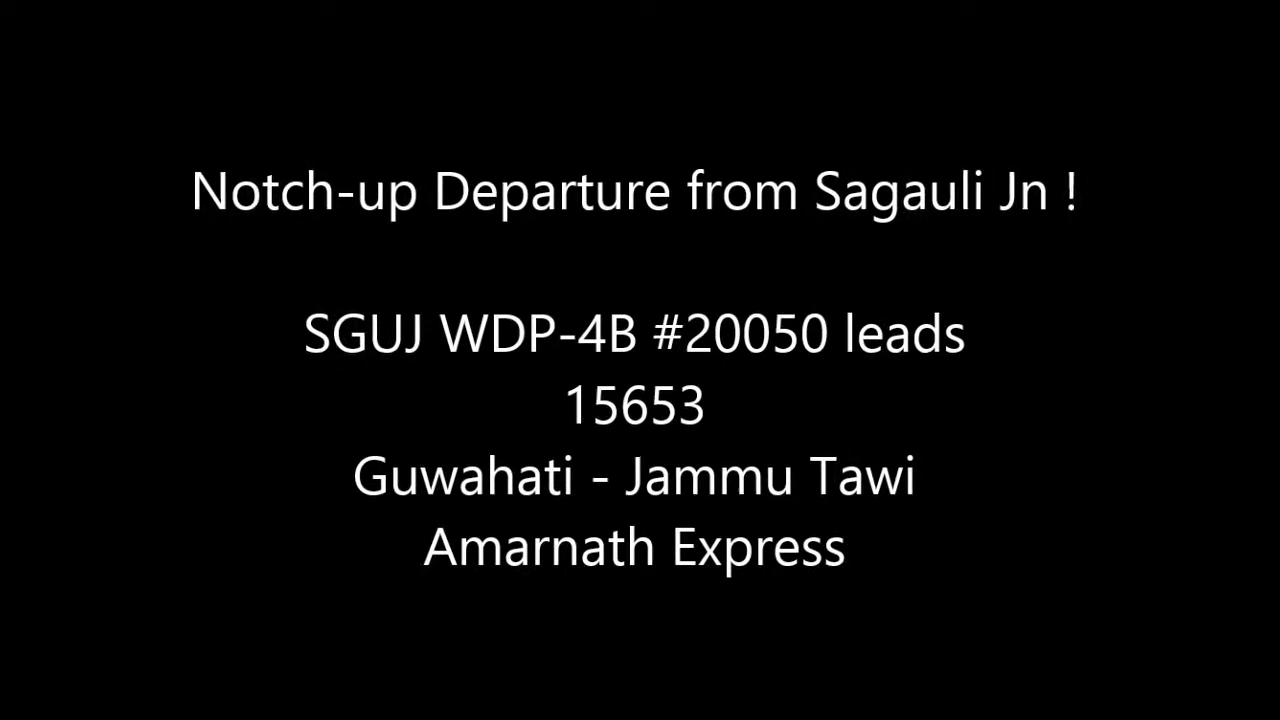 Notch-up Departure from Sagauli Jn !
SGUJ WDP-4B #20050 leads
15653
Guwahati - Jammu Tawi
Amarnath Express